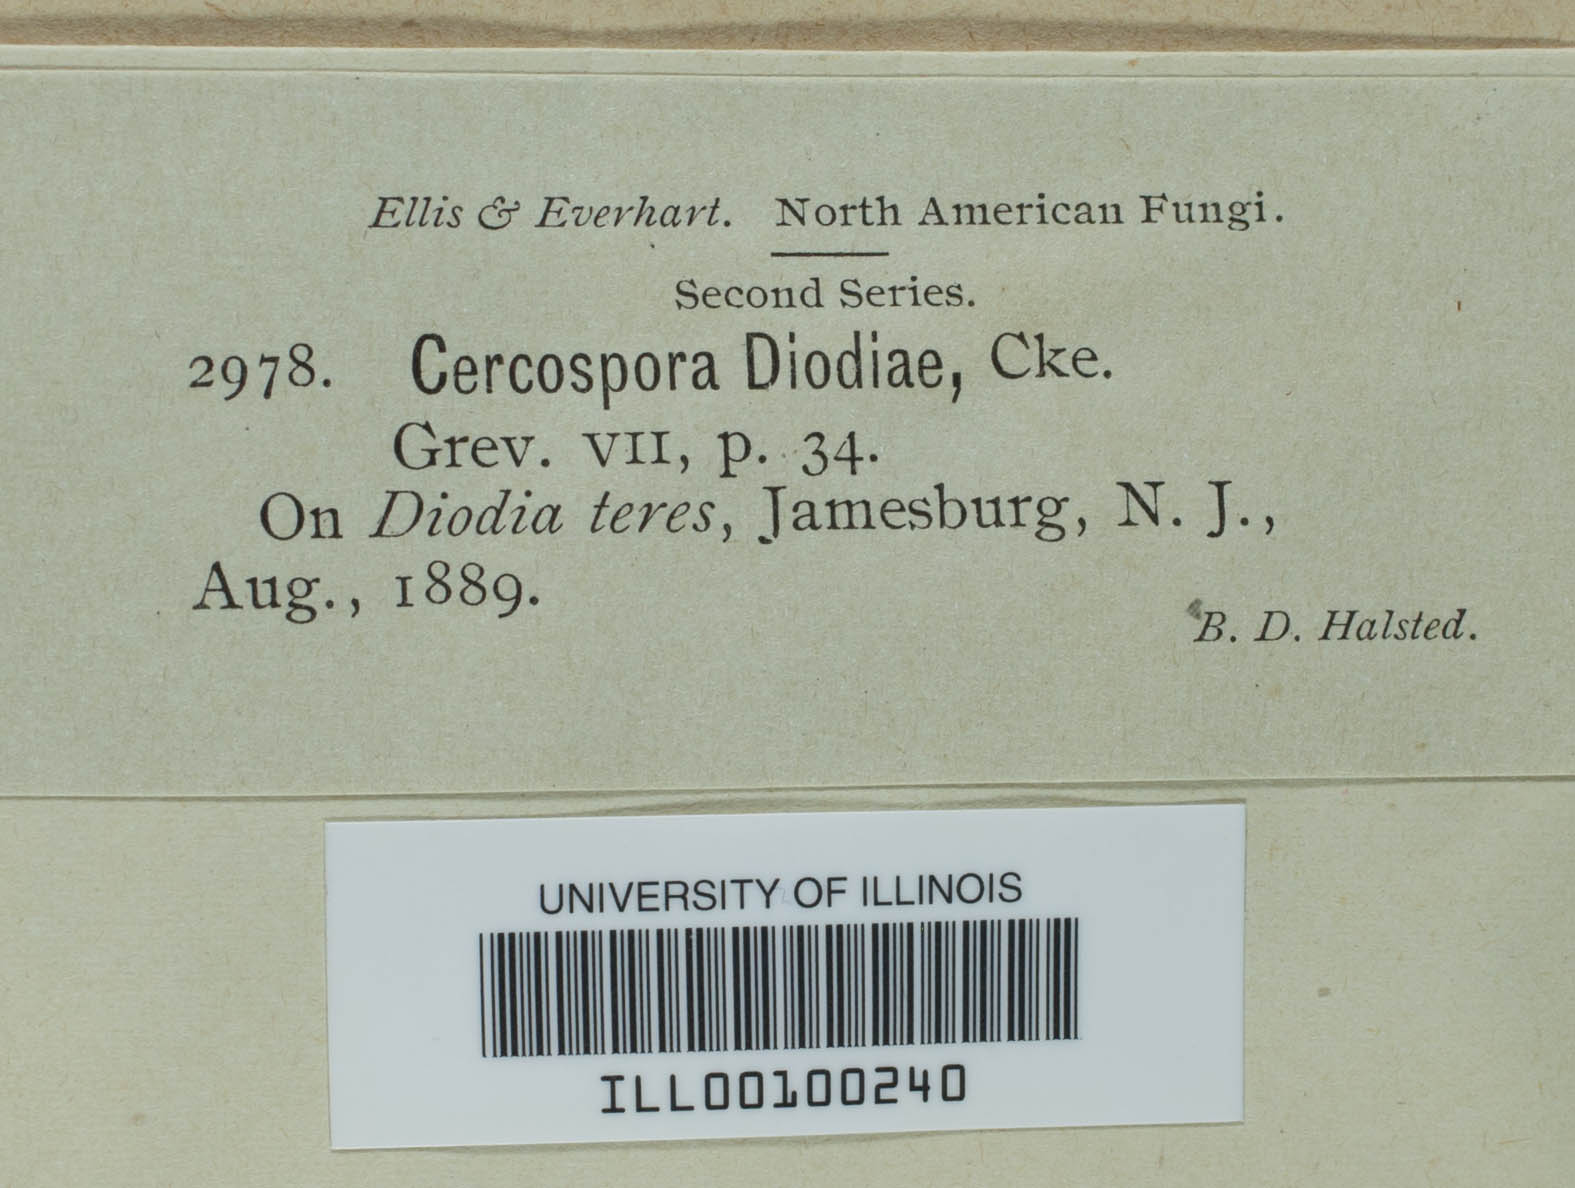 Ellis & Everhart. North American Fungi.
Second Series.
2978. Cercospora Diodiae, Cke.
Grev. VII, p. 34.
On Diodia teres, Jamesburg, N. J.,
Aug., 1889.
B. D. Halsted.
UNIVERSITY OF ILLINOIS
ILL00100240